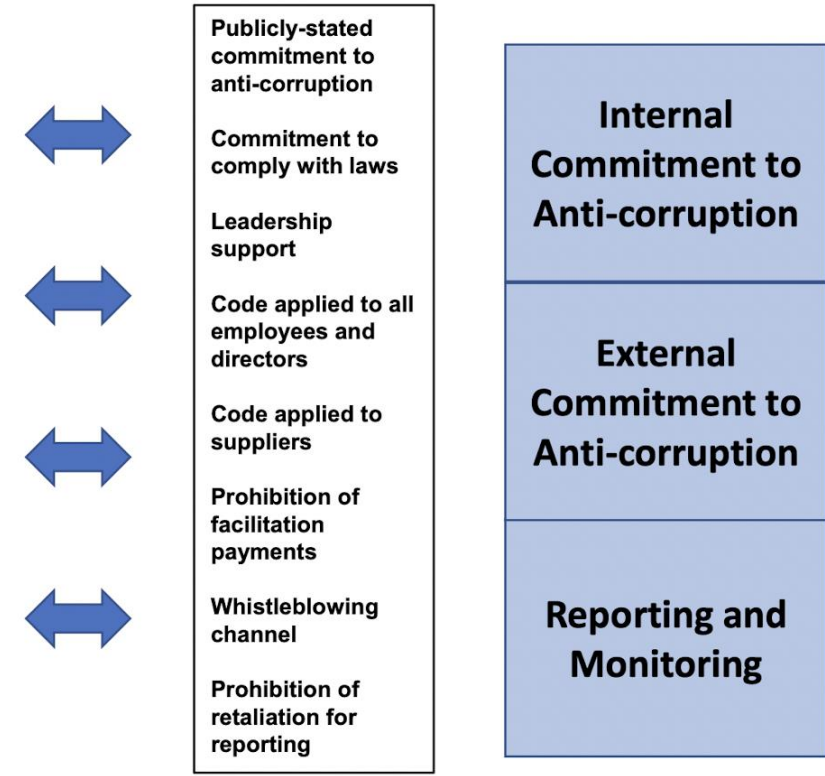 Publicly-stated
commitment to
anti-corruption
Commitment to
comply with laws
Leadership
support
Code applied to all
employees and
directors
Code applied to
suppliers
Prohibition of
facilitation
payments
Whistleblowing
channel
Prohibition of
retaliation for
reporting
Internal
Commitment to
Anti-corruption
External
Commitment to
Anti-corruption
Reporting and
Monitoring